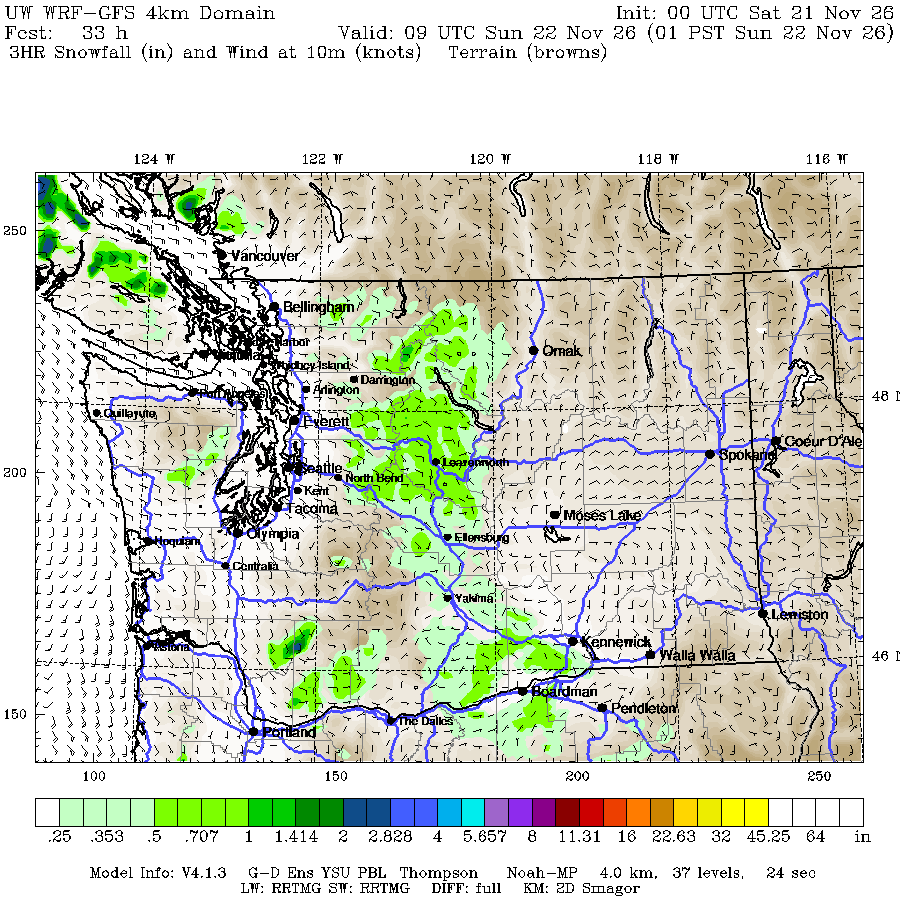 UW WRF-GFS 4km Domain Init: 00 UTC Sat 21 Nov 26
Fcst: 33 h Valid: 09 UTC Sun 22 Nov 26 (01 PST Sun 22 Nov 26)
3HR Snowfall (in) and Wind at 10m (knots) Terrain (browns)
124 W 122 W 120 W 118 W 116 W
250
Vancouver
Bellingham
Harbor
Omak
Whidbey Island
Darrington
Arlington
Port Angeles
48 N
Quillayute
Everett
Coeur D'Ale
Spokane
Leavenworth
200
Seattle
North Bend
Kent
Tacoma
Moses Lake
Olympia
Ellensburg
Hoquiam
Centralia
Yakima
Lewiston
Kennewick
Astoria
Walla Walla
46 N
Boardman
Pendleton
150
The Dalles
Portland
100 150 200 250
.25 .353 .5 .707 1 1.414 2 2.828 4 5.657 8 11.31 16 22.63 32 45.25 64 in
Model Info: V4.1.3 G-D Ens YSU PBL Thompson Noah-MP 4.0 km, 37 levels, 24 sec
LW: RRTMG SW: RRTMG DIFF: full KM: 2D Smagor